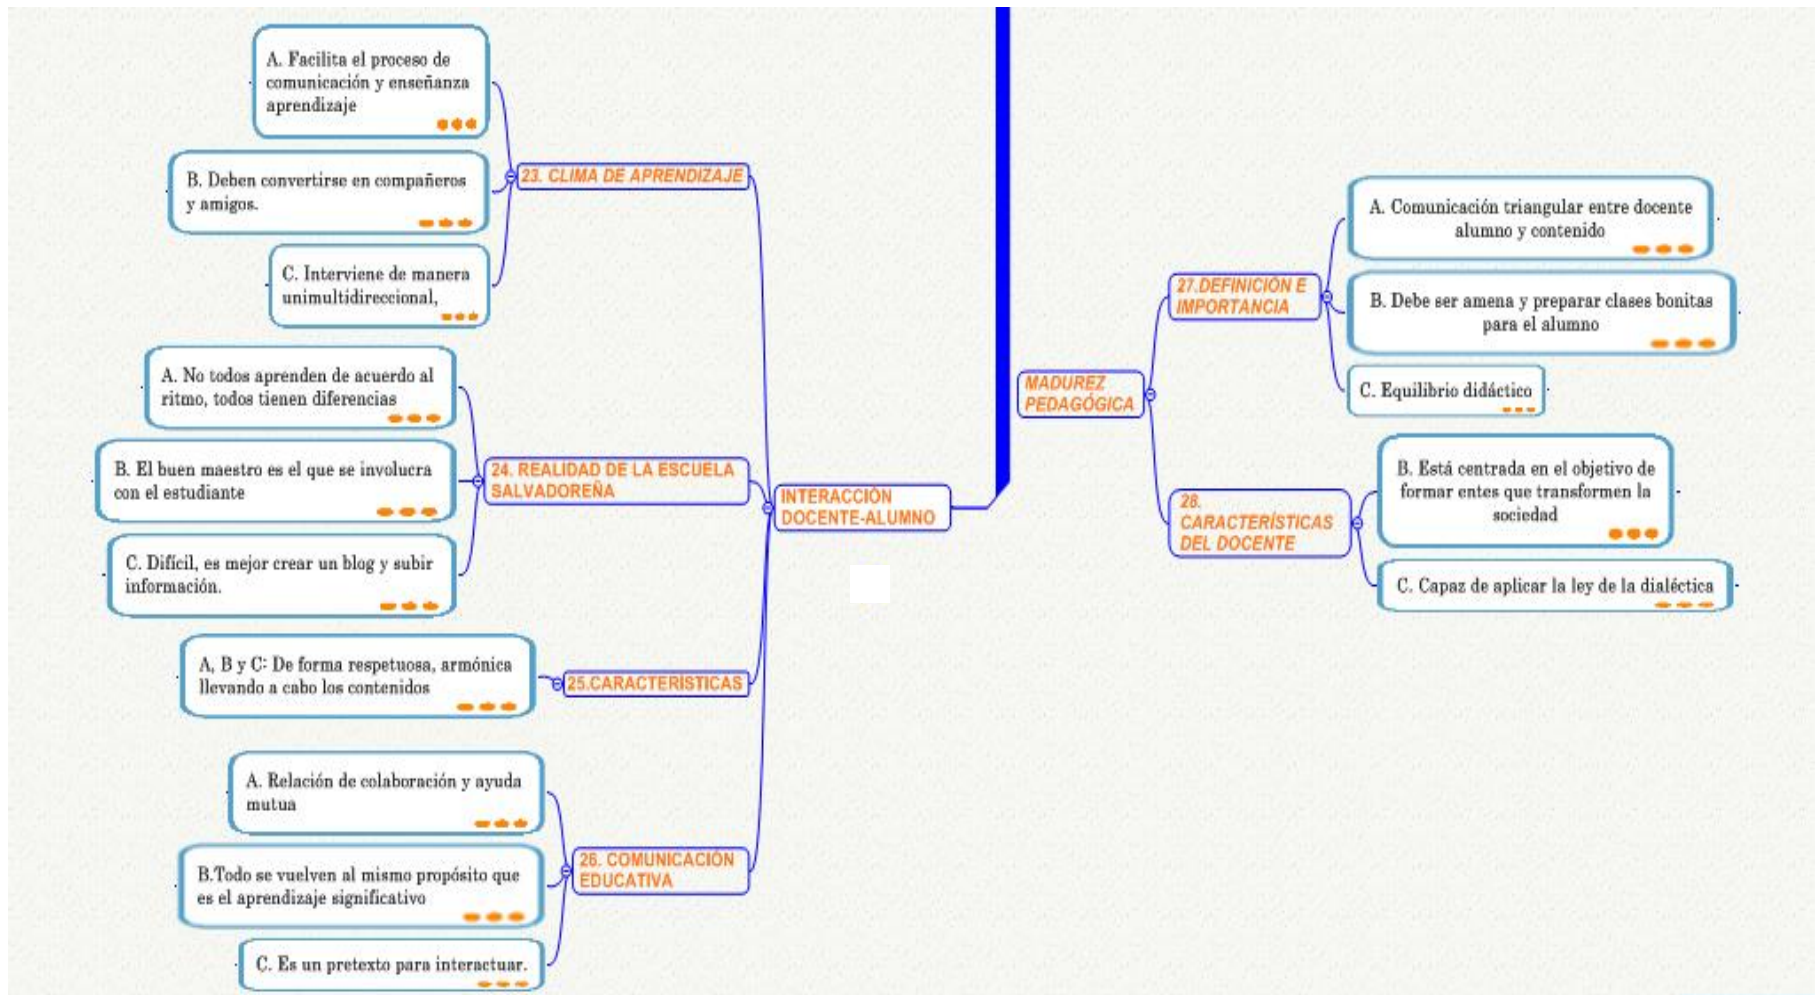 A. Facilita el proceso de
comunicación y enseñanza
aprendizaje
B. Deben convertirse en compañeros
y amigos.
C. Interviene de manera
unimultidireccional,
23. CLIMA DE APRENDIZAJE
A. No todos aprenden de acuerdo al
ritmo, todos tienen diferencias
B. El buen maestro es el que se involucra
con el estudiante
C. Difícil, es mejor crear un blog y subir
información.
24. REALIDAD DE LA ESCUELA
SALVADOREÑA
A, B y C: De forma respetuosa, armónica
llevando a cabo los contenidos
25.CARACTERÍSTICAS
A. Relación de colaboración y ayuda
mutua
B.Todo se vuelven al mismo propósito que
es el aprendizaje significativo
C. Es un pretexto para interactuar.
26. COMUNICACIÓN
EDUCATIVA
INTERACCIÓN
DOCENTE-ALUMNO
MADUREZ
PEDAGÓGICA
27.DEFINICIÓN E
IMPORTANCIA
A. Comunicación triangular entre docente
alumno y contenido
B. Debe ser amena y preparar clases bonitas
para el alumno
C. Equilibrio didáctico
28.
CARACTERÍSTICAS
DEL DOCENTE
B. Está centrada en el objetivo de
formar entes que transformen la
sociedad
C. Capaz de aplicar la ley de la dialéctica